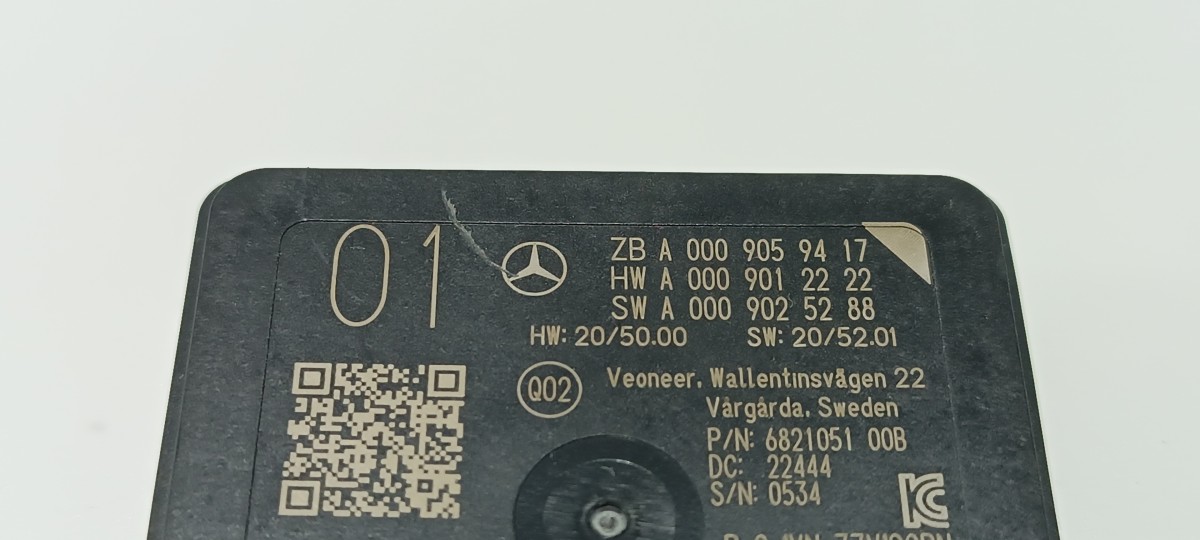 01
ZB A 000 905 94 17
HW A 000 901 22 22
SW A 000 902 52 88
HW: 20/50.00 SW: 20/52.01
Q02
Veoneer, Wallentinsvägen 22
Vårgårda, Sweden
P/N: 6821051 00B
DC: 22444
S/N: 0534